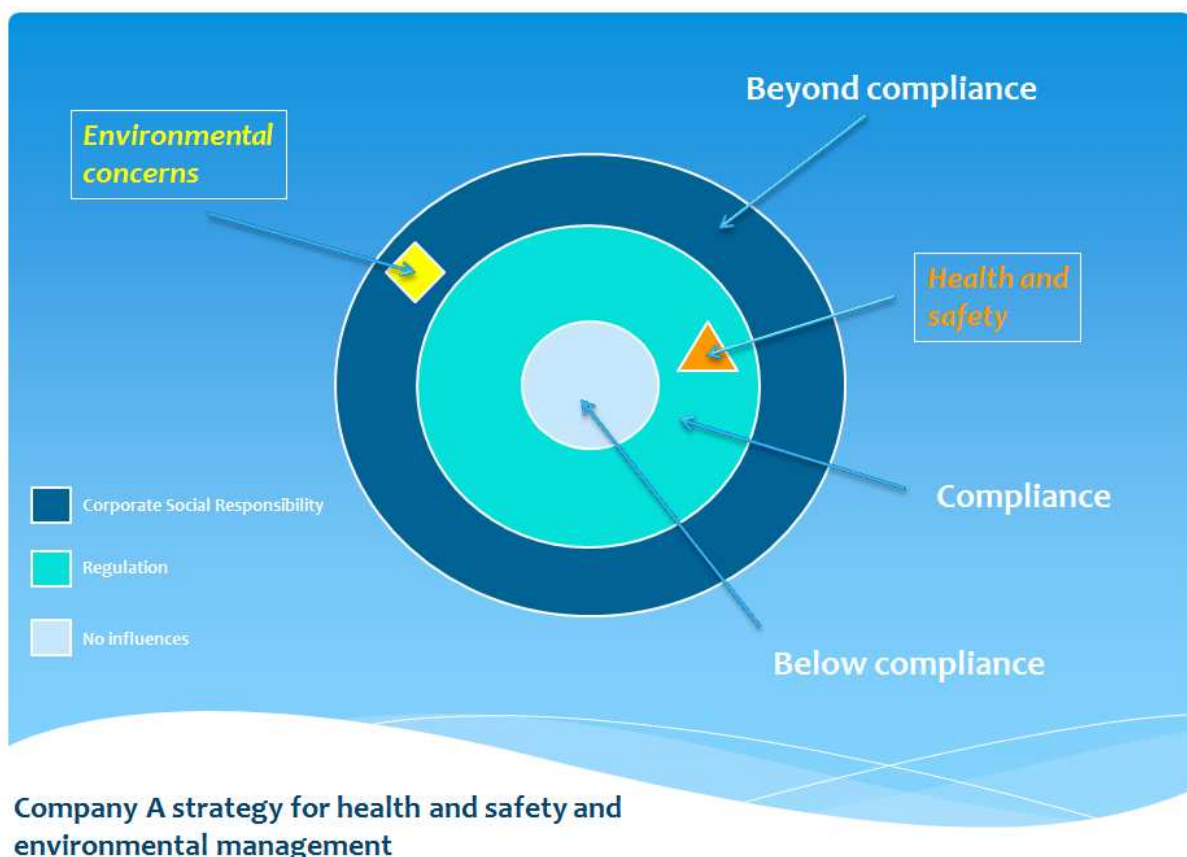 Beyond compliance
Environmental
concerns
Health and
safety
Compliance
Corporate Social Responsibility
Regulation
No influences
Below compliance
Company A strategy for health and safety and
environmental management